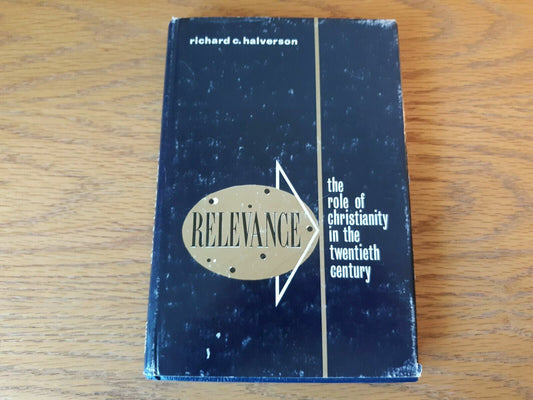 richard c. halverson
RELEVANCE
the
role of
christianity
in the
twentieth
century